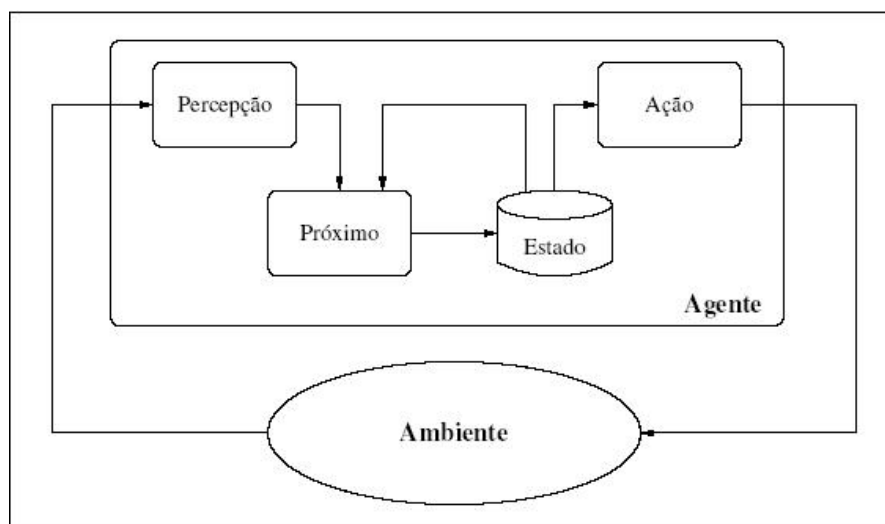 Percepção
Ação
Próximo
Estado
Agente
Ambiente